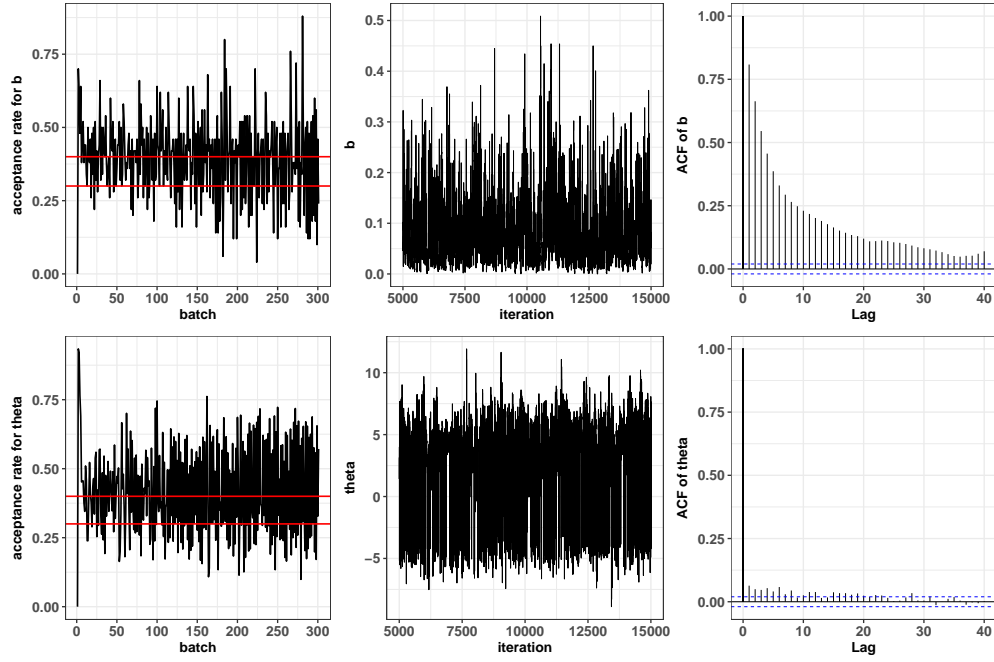 acceptance rate for b
0.75
0.50
0.25
0.00
0 50 100 150 200 250 300
batch
b
0.5
0.4
0.3
0.2
0.1
0.0
5000 7500 10000 12500 15000
iteration
ACF of b
1.00
0.75
0.50
0.25
0.00
0 10 20 30 40
Lag
acceptance rate for theta
0.75
0.50
0.25
0.00
0 50 100 150 200 250 300
batch
theta
10
5
0
−5
5000 7500 10000 12500 15000
iteration
ACF of theta
1.00
0.75
0.50
0.25
0.00
0 10 20 30 40
Lag